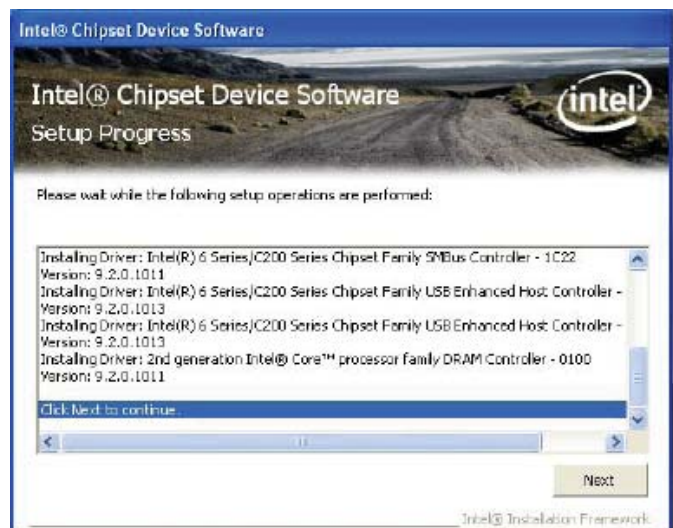 Intel® Chipset Device Software
Intel® Chipset Device Software
Setup Progress
intel
Please wait while the following setup operations are performed:
Installing Driver: Intel(R) 6 Series/C200 Series Chipset Family SMBus Controller - 1C22
Version: 9.2.0.1011
Installing Driver: Intel(R) 6 Series/C200 Series Chipset Family USB Enhanced Host Controller -
Version: 9.2.0.1013
Installing Driver: Intel(R) 6 Series/C200 Series Chipset Family USB Enhanced Host Controller -
Version: 9.2.0.1013
Installing Driver: 2nd generation Intel® Core™ processor family DRAM Controller - 0100
Version: 9.2.0.1011
Click Next to continue.
Next
Intel® Installation Framework